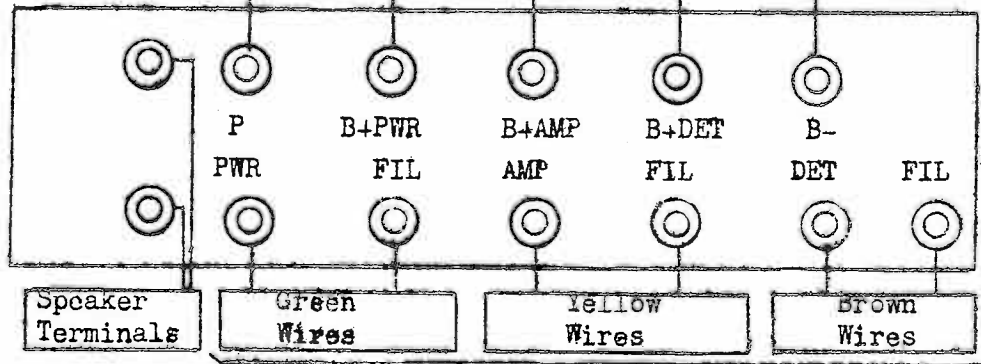 P B+PWR B+AMP B+DET B-
PWR FIL AMP FIL DET FIL
Speaker
Terminals
Green
Wires
Yellow
Wires
Brown
Wires